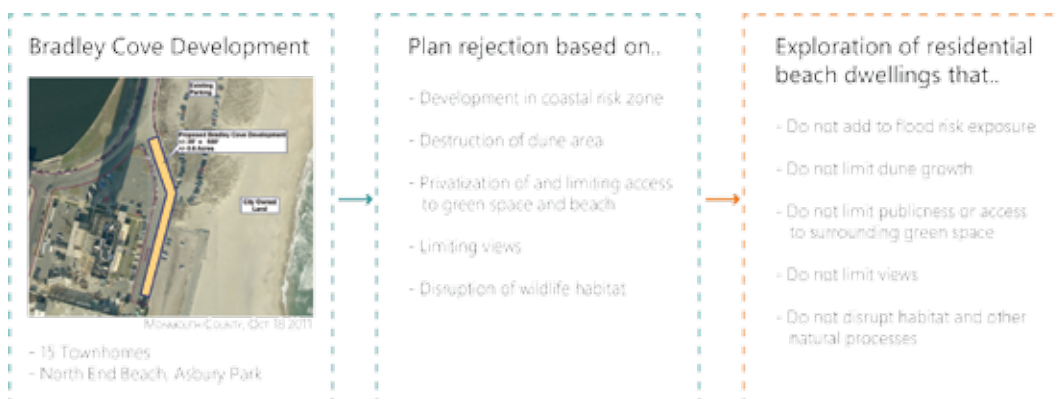 Bradley Cove Development
Existing
Parking
Proposed Bradley Cove Development
City Owned
Land
MONMOUTH COUNTY, OCT 18 2011
- 15 Townhomes
- North End Beach, Asbury Park
Plan rejection based on..
- Development in coastal risk zone
- Destruction of dune area
- Privatization of and limiting access
to green space and beach
- Limiting views
- Disruption of wildlife habitat
Exploration of residential
beach dwellings that..
- Do not add to flood risk exposure
- Do not limit dune growth
- Do not limit publicness or access
to surrounding green space
- Do not limit views
- Do not disrupt habitat and other
natural processes